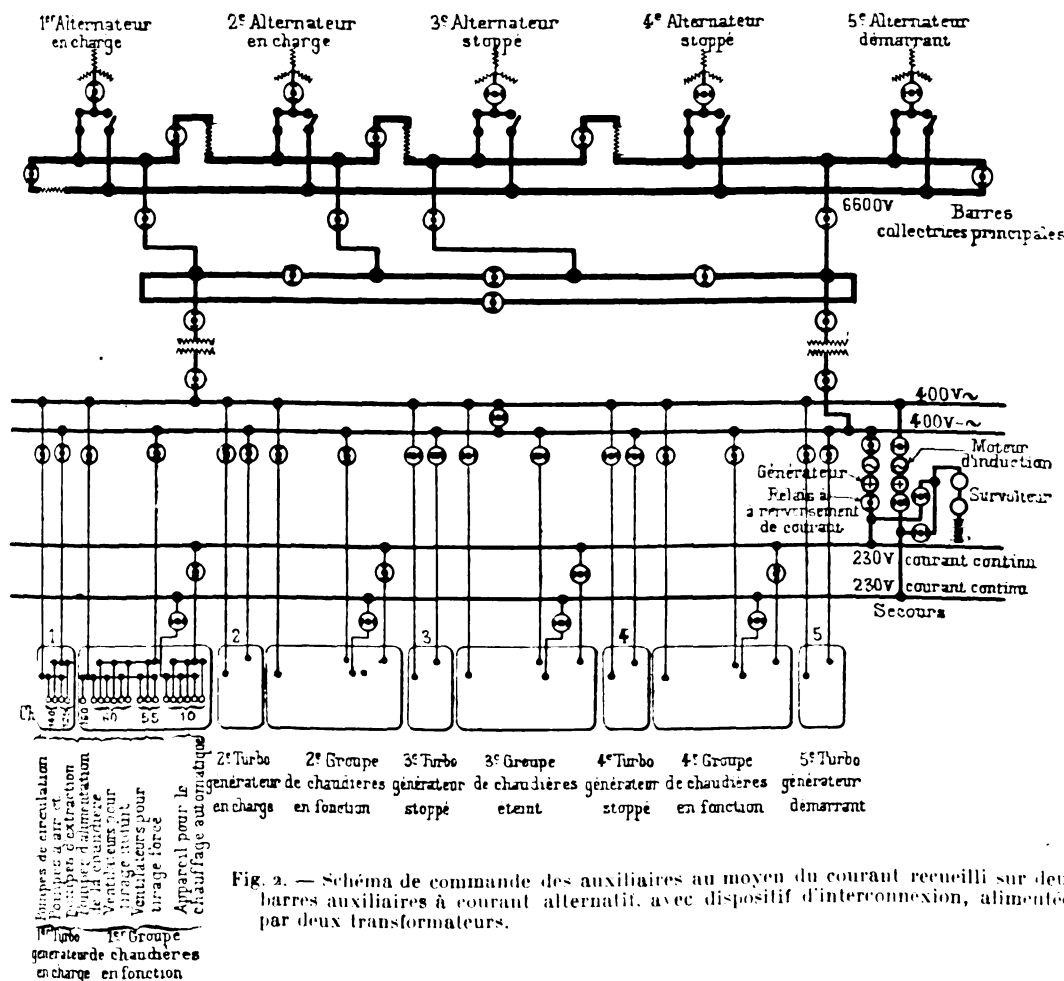 1er Alternateur
en charge
2e Alternateur
en charge
3e Alternateur
stoppé
4e Alternateur
stoppé
5e Alternateur
démarrant
6600V
Barres
collectrices principales
400V~
400V~
Moteur
d'induction
Générateur
Survolteur
Relais à
à renversement
de courant
230V courant continu
230V courant continu
Secours
1
2
3
4
5
Ch
140
160
60
55
10
Pompes de circulation
Pompes à air et
Pompes d'extraction
Pompes d'alimentation
de la chaudière
Ventilateurs pour
tirage induit
Ventilateurs pour
tirage forcé
Appareil pour le
chauffage automatique
1er Turbo
générateur
en charge
1er Groupe
de chaudières
en fonction
2e Turbo
générateur
en charge
2e Groupe
de chaudières
en fonction
3e Turbo
générateur
stoppé
3e Groupe
de chaudières
éteint
4e Turbo
générateur
stoppé
4e Groupe
de chaudières
en fonction
5e Turbo
générateur
démarrant
Fig. 2. — Schéma de commande des auxiliaires au moyen du courant recueilli sur deu
barres auxiliaires à courant alternatif, avec dispositif d'interconnexion, alimentée
par deux transformateurs.